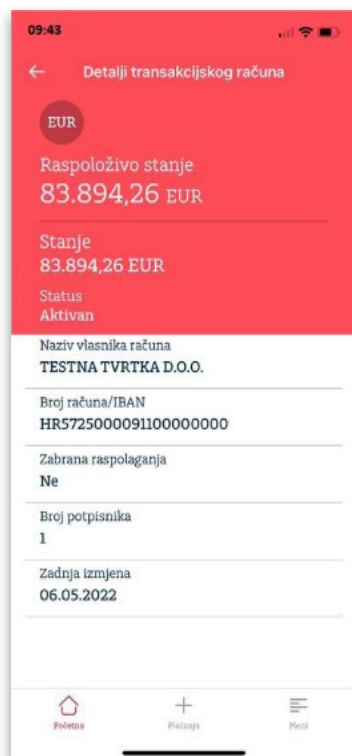 09:43
Detalji transakcijskog računa
EUR
Raspoloživo stanje
83.894,26 EUR
Stanje
83.894,26 EUR
Status
Aktivan
Naziv vlasnika računa
TESTNA TVRTKA D.O.O.
Broj računa/IBAN
HR5725000091100000000
Zabrana raspolaganja
Ne
Broj potpisnika
1
Zadnja izmjena
06.05.2022
Početna
Plaćanja
Meni